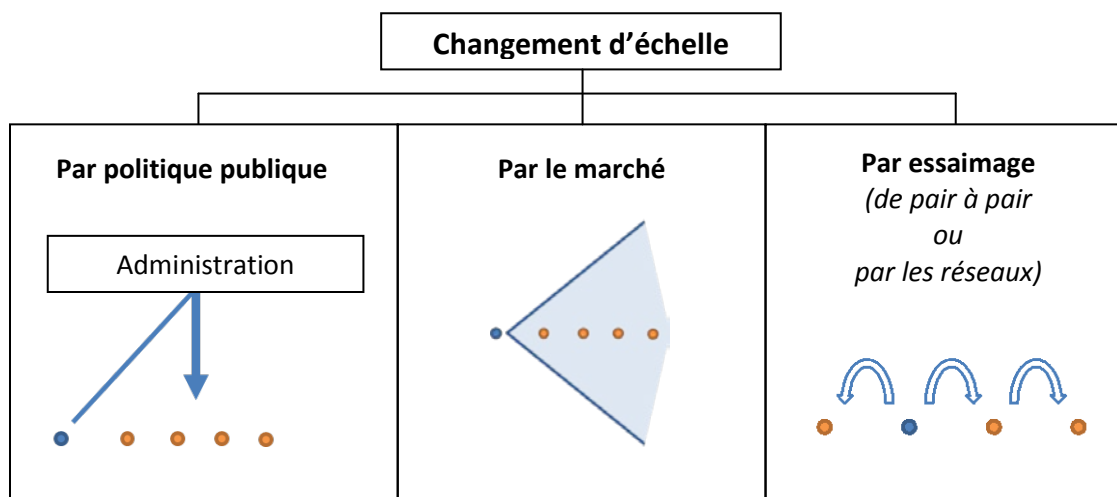 Changement d’échelle
Par politique publique
Administration
Par le marché
Par essaimage
(de pair à pair
ou
par les réseaux)